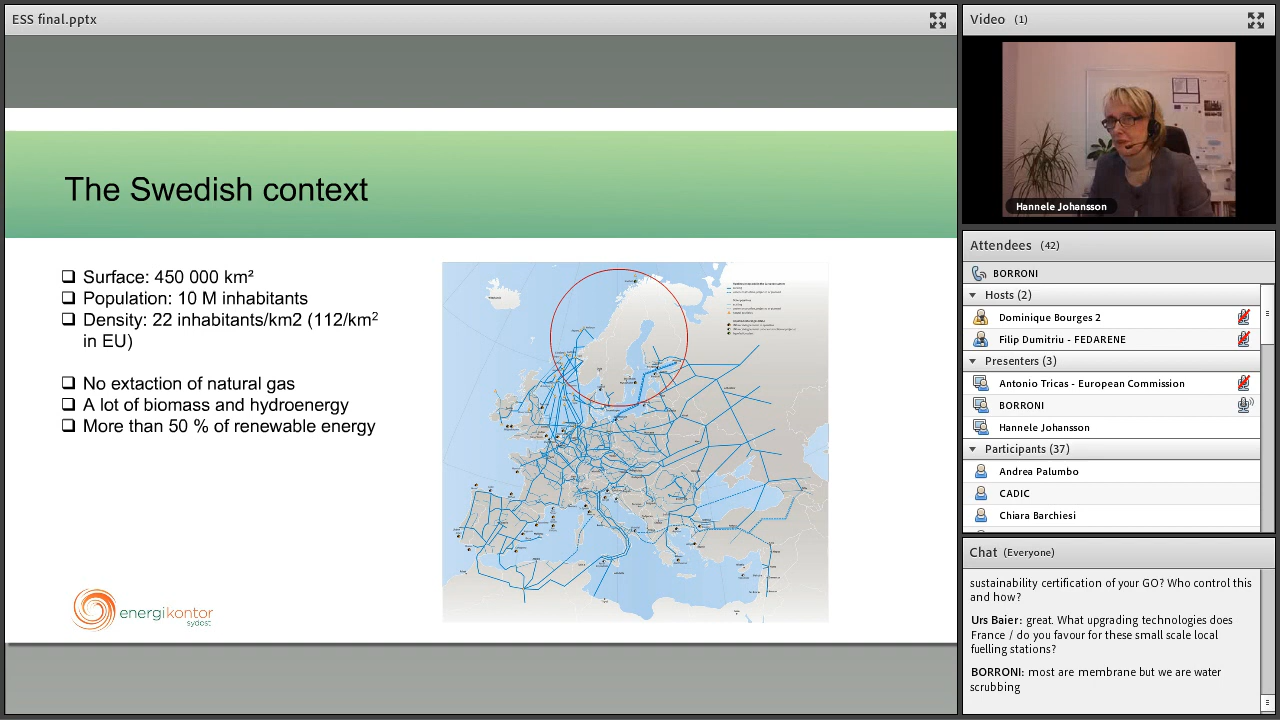 ESS final.pptx
The Swedish context
Surface: 450 000 km²
Population: 10 M inhabitants
Density: 22 inhabitants/km2 (112/km²
in EU)
No extaction of natural gas
A lot of biomass and hydroenergy
More than 50 % of renewable energy
energikontor
sydost
Video (1)
Hannele Johansson
Attendees (42)
BORRONI
Hosts (2)
Dominique Bourges 2
Filip Dumitriu - FEDARENE
Presenters (3)
Antonio Tricas - European Commission
BORRONI
Hannele Johansson
Participants (37)
Andrea Palumbo
CADIC
Chiara Barchiesi
Chat (Everyone)
sustainability certification of your GO? Who control this
and how?
Urs Baier: great. What upgrading technologies does
France / do you favour for these small scale local
fuelling stations?
BORRONI: most are membrane but we are water
scrubbing